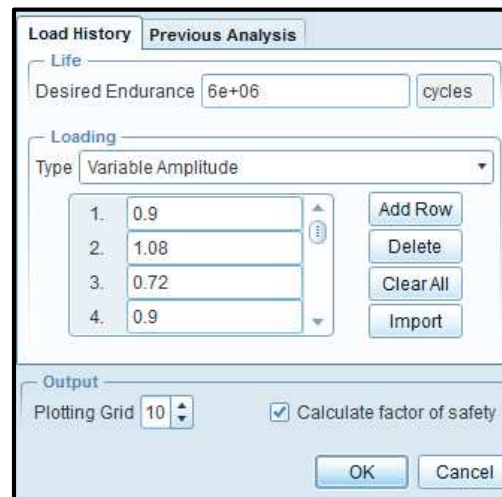 Load History Previous Analysis
Life
Desired Endurance 6e+06 cycles
Loading
Type Variable Amplitude
1. 0.9 Add Row
2. 1.08 Delete
3. 0.72 Clear All
4. 0.9 Import
Output
Plotting Grid 10 Calculate factor of safety
OK Cancel